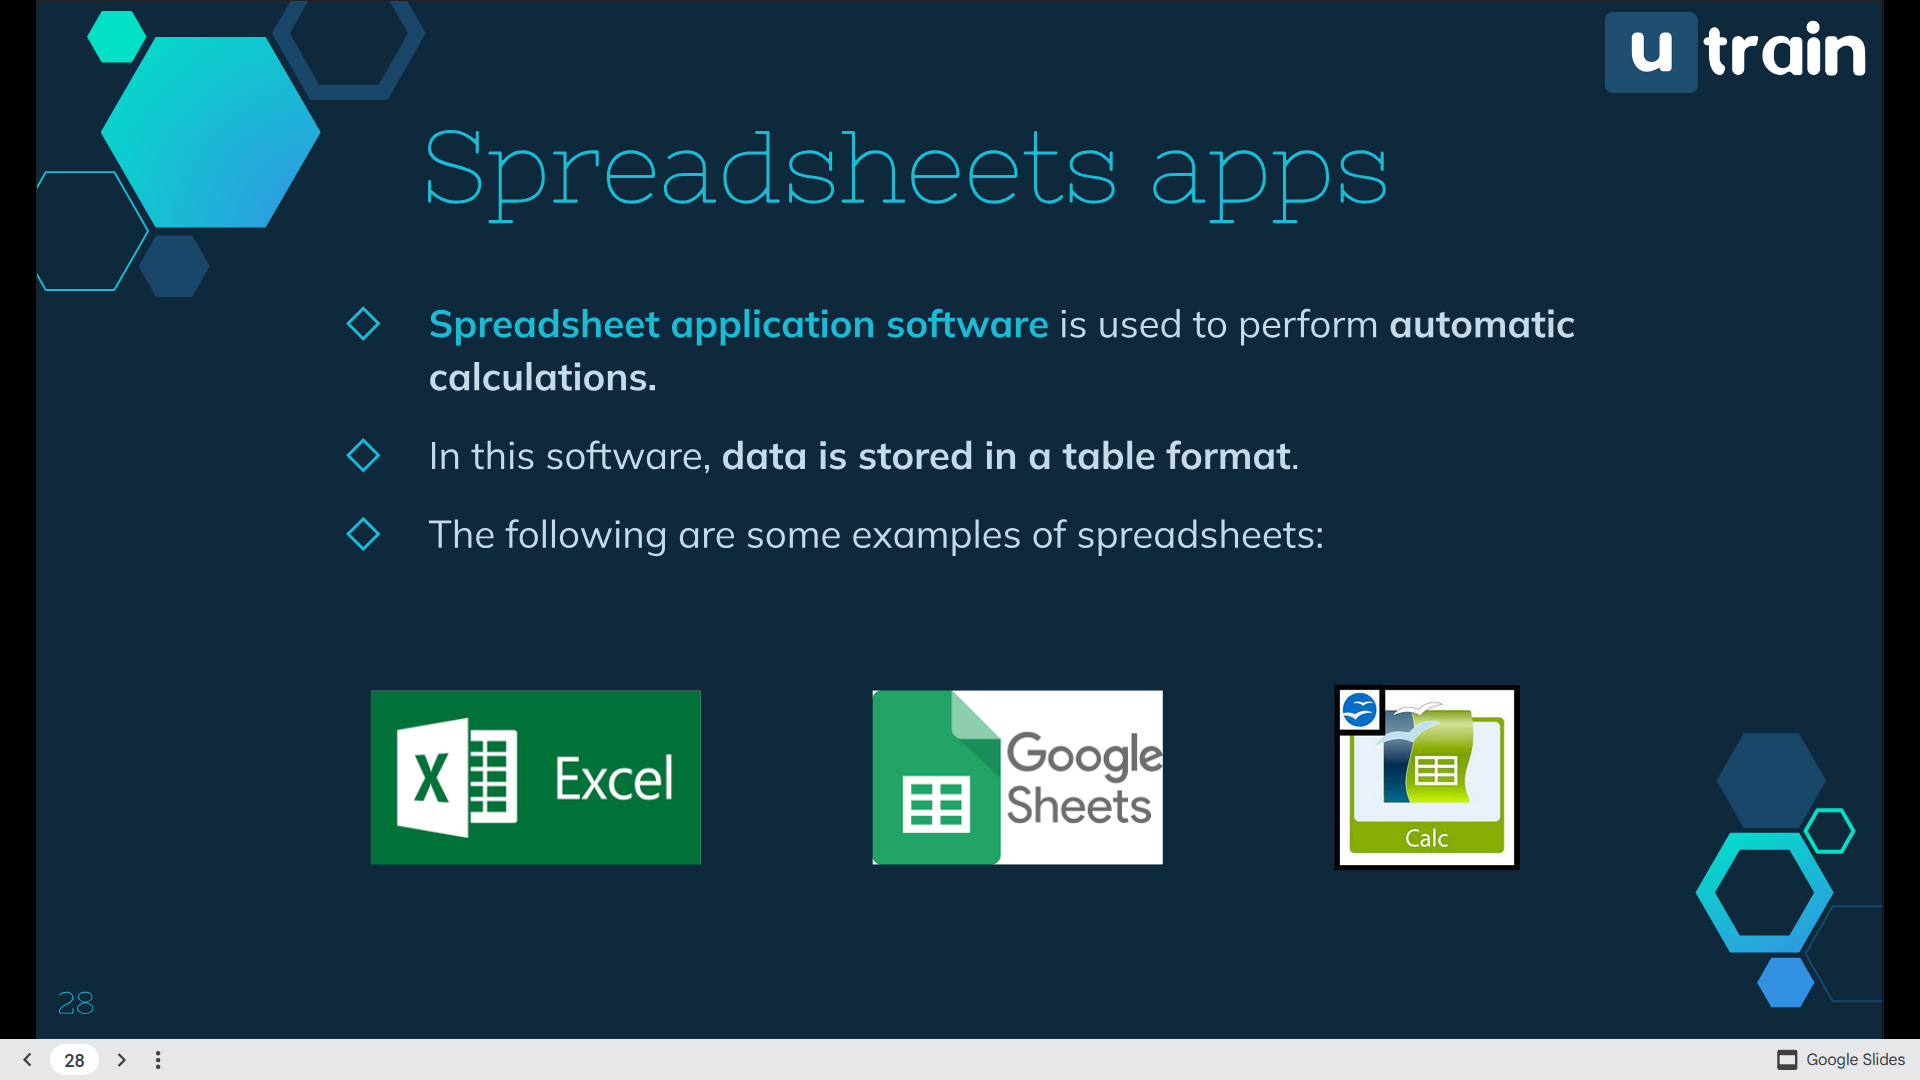 u train
Spreadsheets apps
Spreadsheet application software is used to perform automatic
calculations.
In this software, data is stored in a table format.
The following are some examples of spreadsheets:
X Excel
Google
Sheets
Calc
28
28
Google Slides